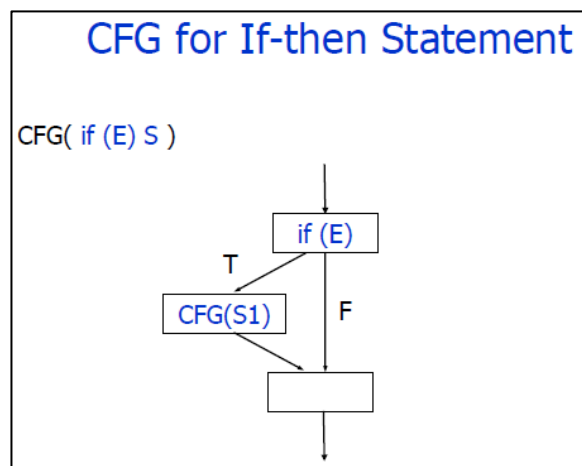 CFG for If-then Statement
CFG( if (E) S )
if (E)
T
CFG(S1)
F